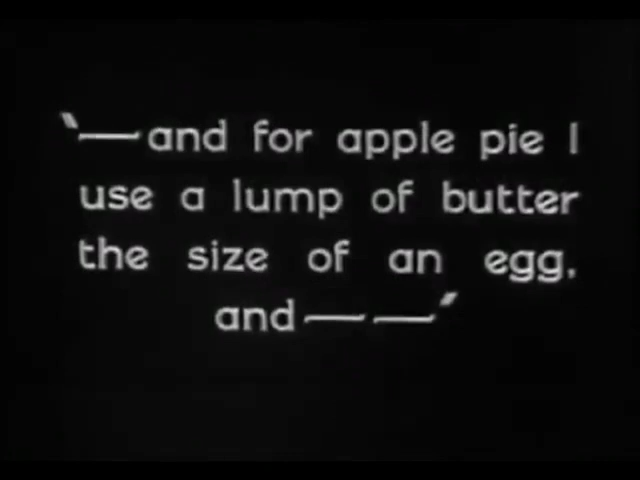 "—and for apple pie I
use a lump of butter
the size of an egg,
and— —"